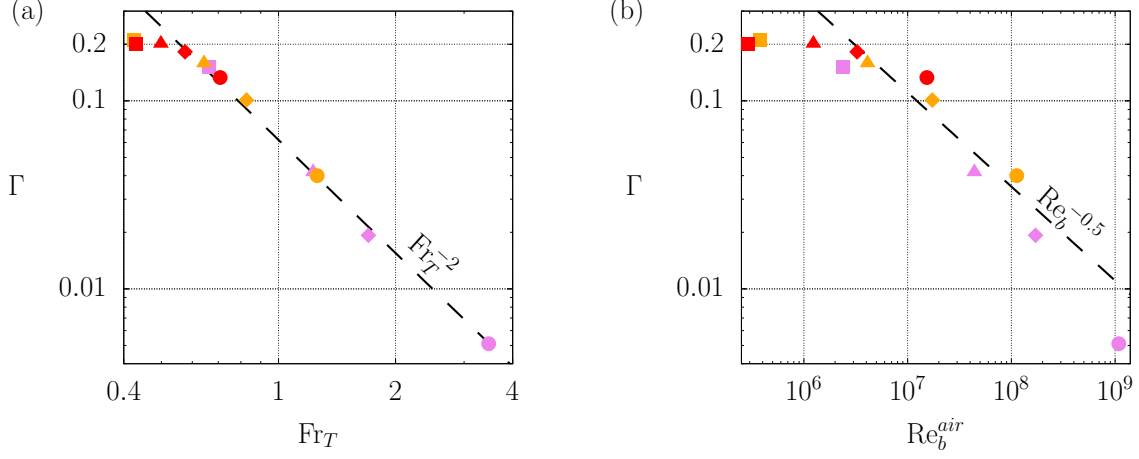 (a)
0.2
0.1
0.01
Γ
Fr_T^{-2}
0.4 1 2 4
Fr_T
(b)
0.2
0.1
0.01
Γ
Re_b^{-0.5}
10^6 10^7 10^8 10^9
Re_b^{air}